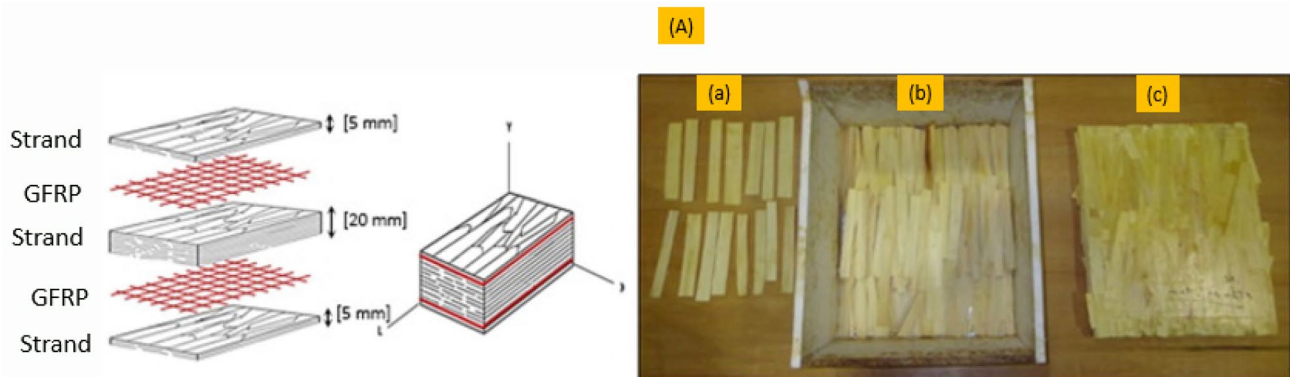 (A)
Strand
[5 mm]
GFRP
Strand
[20 mm]
GFRP
Strand
[5 mm]
Y
L
(a)
(b)
(c)